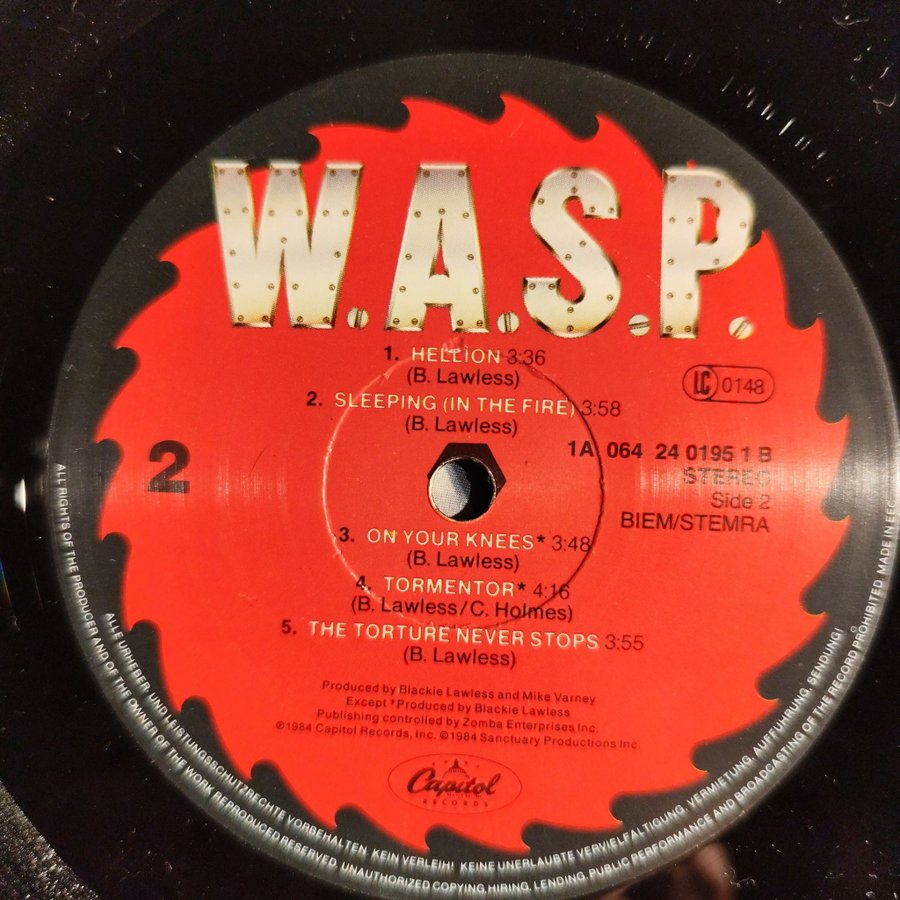 W.A.S.P.
1. HELLION 3:36
(B. Lawless)
2. SLEEPING (IN THE FIRE) 3:58
(B. Lawless)
LC 0148
1A 064 24 0195 1 B
STEREO
Side 2
BIEM/STEMRA
2
3. ON YOUR KNEES* 3:48
(B. Lawless)
4. TORMENTOR* 4:16
(B. Lawless/C. Holmes)
5. THE TORTURE NEVER STOPS 3:55
(B. Lawless)
Produced by Blackie Lawless and Mike Varney
Except *Produced by Blackie Lawless
Publishing controlled by Zomba Enterprises Inc.
℗1984 Capitol Records, Inc. ©1984 Sanctuary Productions Inc.
Capitol
RECORDS
ALL RIGHTS OF THE PRODUCER AND OF THE OWNER OF THE WORK REPRODUCED RESERVED. UNAUTHORIZED COPYING, HIRING, LENDING, PUBLIC PERFORMANCE AND BROADCASTING OF THE RECORD PROHIBITED MADE IN EEC
ALLE URHEBER- UND LEISTUNGSSCHUTZRECHTE VORBEHALTEN. KEIN VERLEIH! KEINE UNERLAUBTE VERVIELFÄLTIGUNG, VERMIETUNG, AUFFÜHRUNG, SENDUNG!